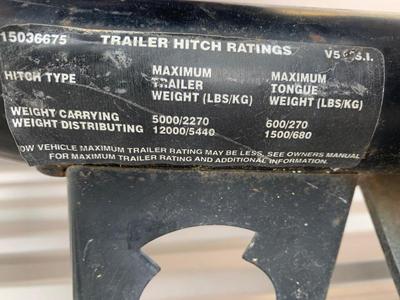 15036675 TRAILER HITCH RATINGS
HITCH TYPE MAXIMUM MAXIMUM
TRAILER TONGUE
WEIGHT (LBS/KG) WEIGHT (LBS/KG)
WEIGHT CARRYING 5000/2270 600/270
WEIGHT DISTRIBUTING 12000/5440 1500/680
OW VEHICLE MAXIMUM TRAILER RATING MAY BE LESS, SEE OWNERS MANUAL
FOR MAXIMUM TRAILER RATING AND ADDITIONAL INFORMATION.